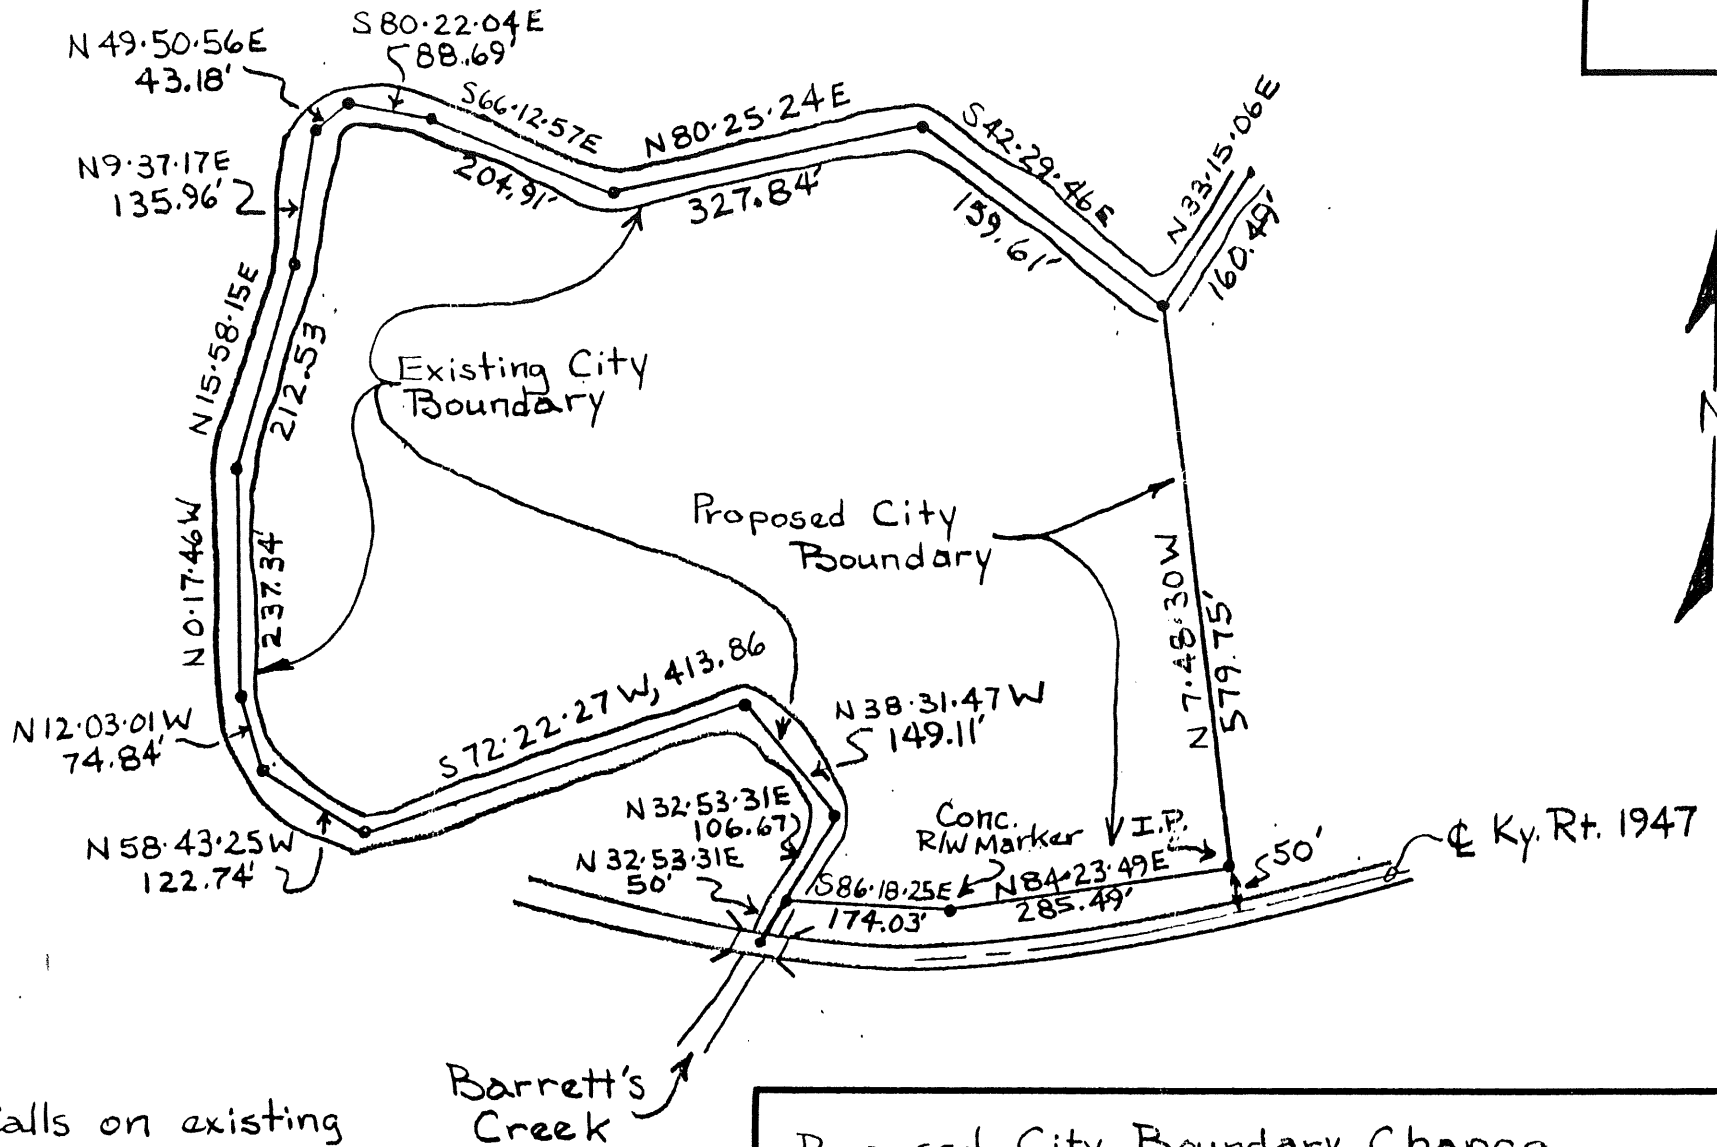 S80·22·04E
88.69'
N49·50·56E
43.18'
S66·12·57E
204.91'
N80·25·24E
327.84'
S42·29·46E
159.61'
N33·15·06E
160.49'
N9·37·17E
135.96'
N15·58·15E
212.53
Existing City
Boundary
Proposed City
Boundary
N0·17·46W
237.34
N7·48·30W
579.75'
S72·22·27W, 413.86
N38·31·47W
149.11'
N12·03·01W
74.84'
N58·43·25W
122.74'
N32·53·31E
106.67
N32·53·31E
50'
Conc.
R/W Marker
I.P.
S86·18·25E
174.03'
N84·23·49E
285.49'
50'
℄ Ky. Rt. 1947
Barrett's
Creek
calls on existing
Proposed City Boundary Change